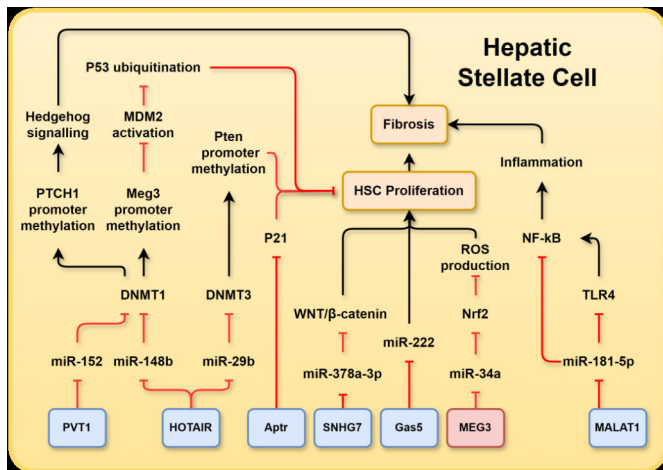 Hepatic
Stellate Cell
P53 ubiquitination
Hedgehog
signalling
MDM2
activation
Pten
promoter
methylation
Fibrosis
Inflammation
PTCH1
promoter
methylation
Meg3
promoter
methylation
HSC Proliferation
P21
ROS
production
NF-kB
DNMT1
DNMT3
WNT/β-catenin
Nrf2
TLR4
miR-152
miR-148b
miR-29b
miR-222
miR-378a-3p
miR-34a
miR-181-5p
PVT1
HOTAIR
Aptr
SNHG7
Gas5
MEG3
MALAT1